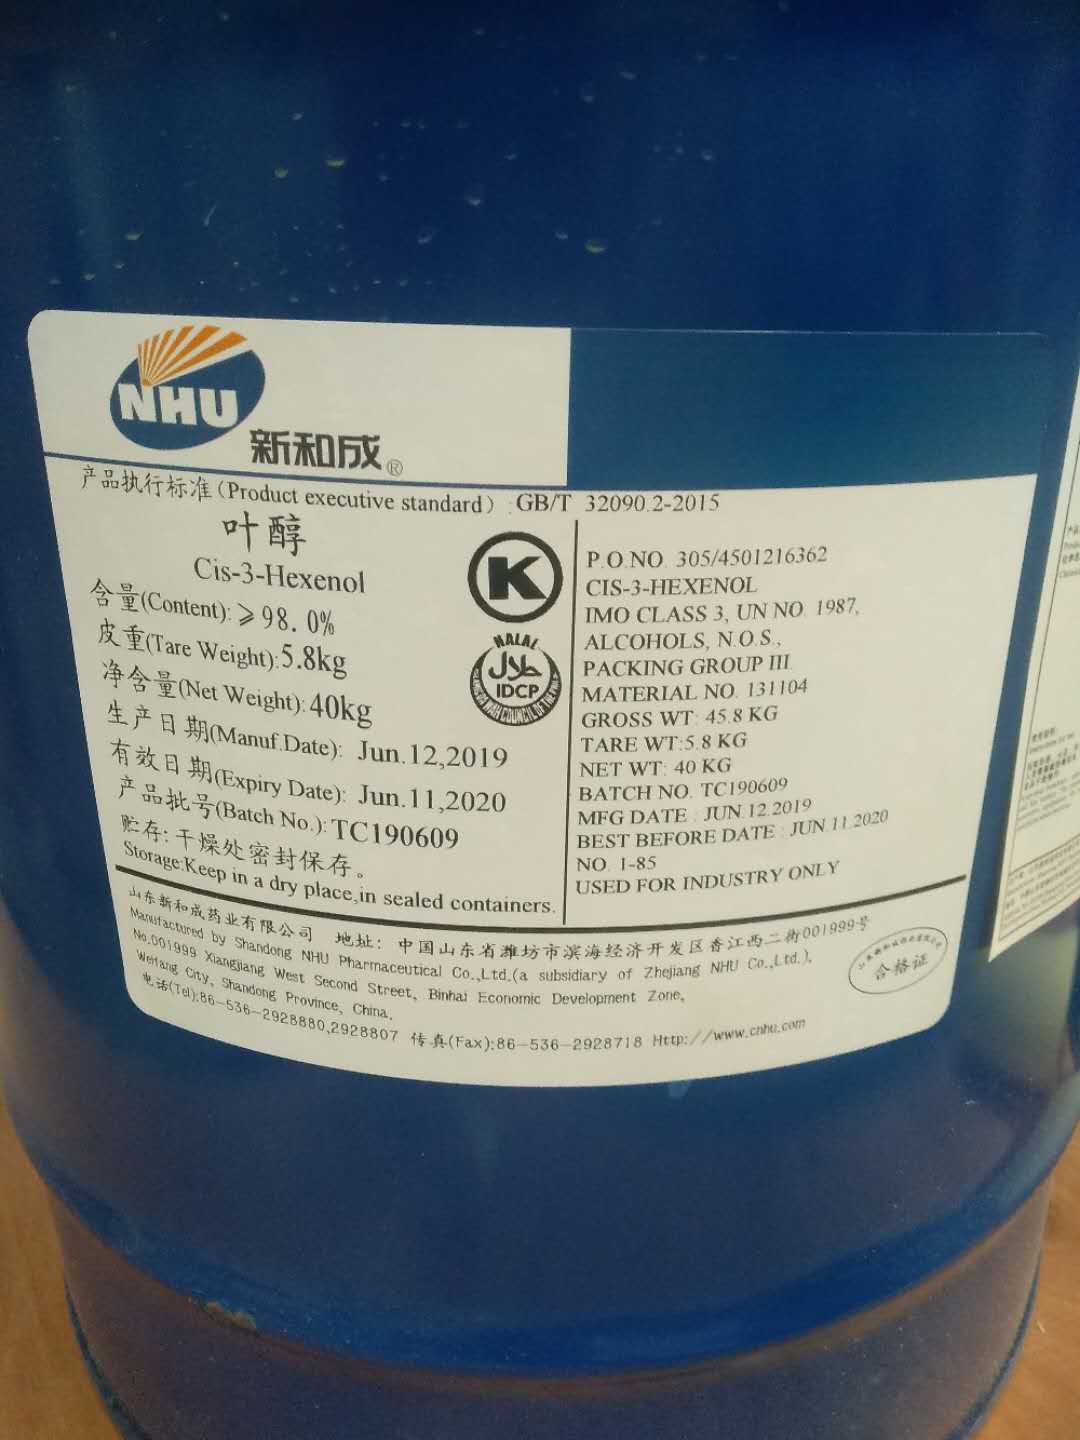 NHU
新和成®
产品执行标准(Product executive standard) :GB/T 32090.2-2015
叶醇
Cis-3-Hexenol
含量(Content):≥98.0%
皮重(Tare Weight):5.8kg
净含量(Net Weight):40kg
生产日期(Manuf.Date): Jun.12,2019
有效日期(Expiry Date): Jun.11,2020
产品批号(Batch No.):TC190609
贮存:干燥处密封保存。
Storage:Keep in a dry place,in sealed containers.
K
HALAL
حلال
IDCP
P.O.NO. 305/4501216362
CIS-3-HEXENOL
IMO CLASS 3, UN NO. 1987,
ALCOHOLS, N.O.S.,
PACKING GROUP III
MATERIAL NO. 131104
GROSS WT: 45.8 KG
TARE WT:5.8 KG
NET WT: 40 KG
BATCH NO. TC190609
MFG DATE : JUN.12.2019
BEST BEFORE DATE : JUN.11.2020
NO. 1-85
USED FOR INDUSTRY ONLY
山东新和成药业有限公司 地址: 中国山东省潍坊市滨海经济开发区香江西二街001999号
Manufactured by Shandong NHU Pharmaceutical Co.,Ltd.(a subsidiary of Zhejiang NHU Co.,Ltd.),
No.001999 Xiangjiang West Second Street, Binhai Economic Development Zone,
Weifang City, Shandong Province, China.
电话(Tel):86-536-2928880,2928807 传真(Fax):86-536-2928718 Http://www.cnhu.com
合格证